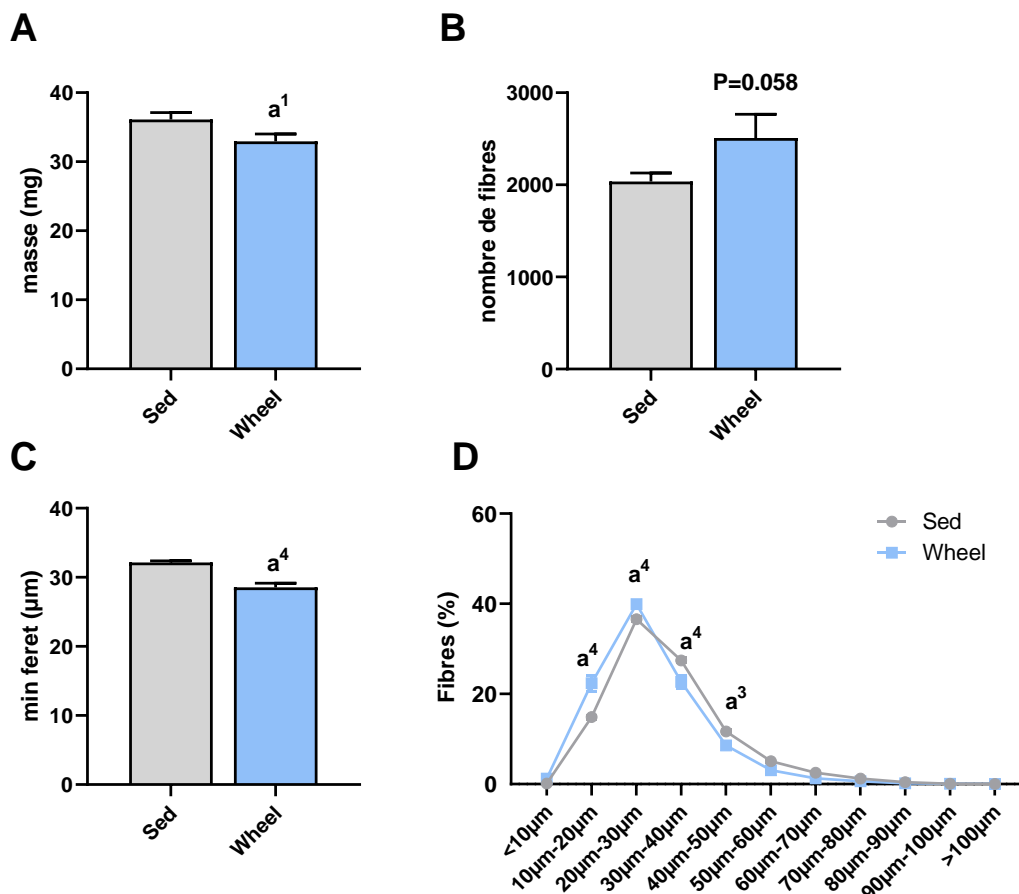 A
masse (mg)
40
30
20
10
0
a¹
Sed
Wheel
B
nombre de fibres
3000
2000
1000
0
P=0.058
Sed
Wheel
C
min feret (µm)
40
30
20
10
0
a⁴
Sed
Wheel
D
Fibres (%)
60
40
20
0
Sed
Wheel
a⁴
a⁴
a⁴
a³
<10µm
10µm-20µm
20µm-30µm
30µm-40µm
40µm-50µm
50µm-60µm
60µm-70µm
70µm-80µm
80µm-90µm
90µm-100µm
>100µm